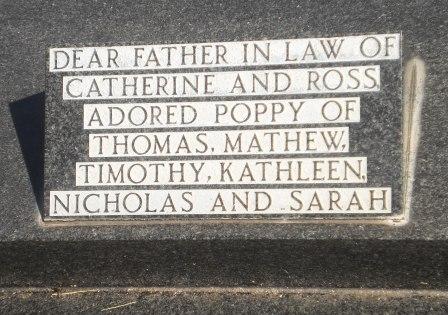 DEAR FATHER IN LAW OF
CATHERINE AND ROSS.
ADORED POPPY OF
THOMAS, MATHEW,
TIMOTHY, KATHLEEN,
NICHOLAS AND SARAH